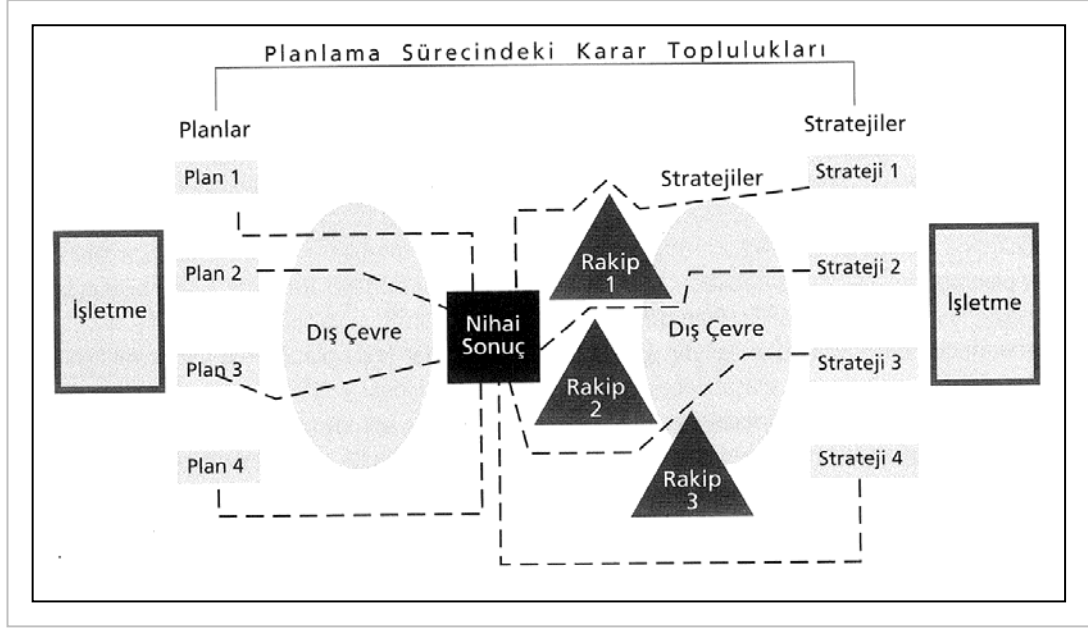 Planlama Sürecindeki Karar Toplulukları
Planlar
Stratejiler
Plan 1
Plan 2
Plan 3
Plan 4
İşletme
Dış Çevre
Nihai
Sonuç
Stratejiler
Rakip
1
Rakip
2
Rakip
3
Dış Çevre
Strateji 1
Strateji 2
Strateji 3
Strateji 4
İşletme